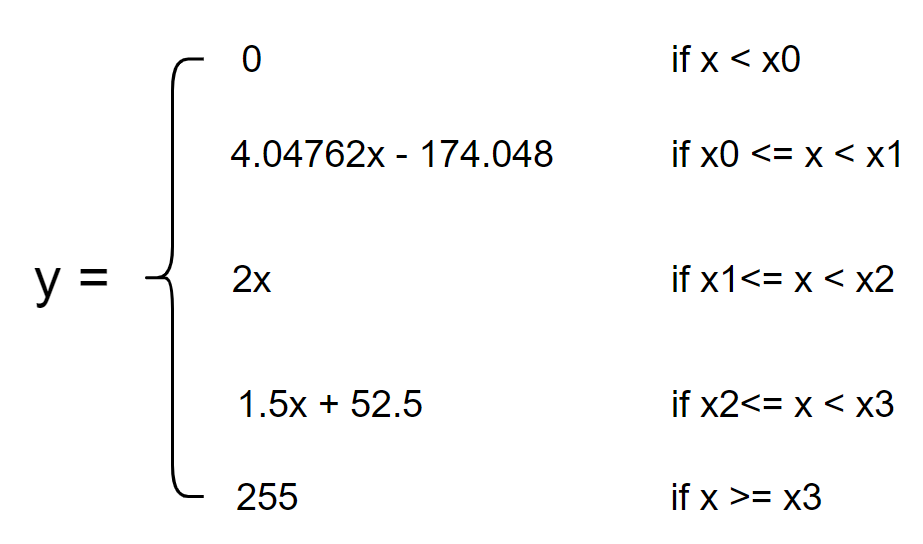 0 if x < x0
4.04762x - 174.048 if x0 <= x < x1
y = 2x if x1<= x < x2
1.5x + 52.5 if x2<= x < x3
255 if x >= x3